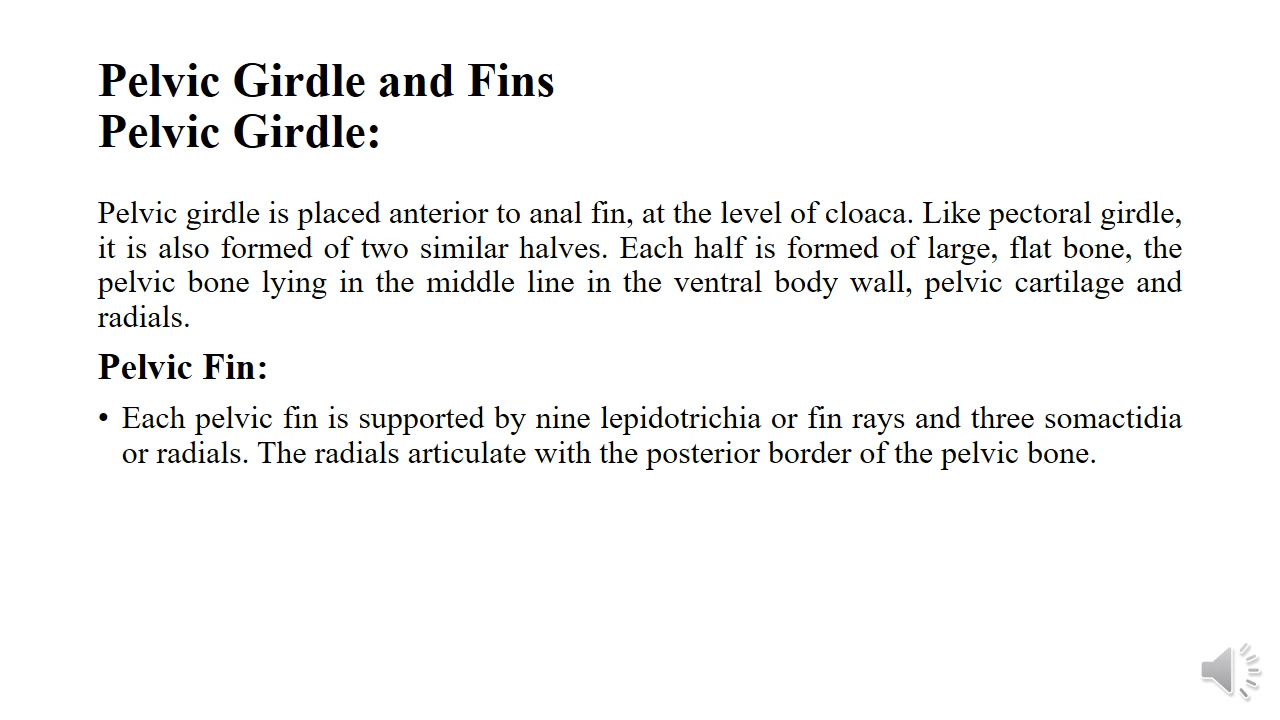 Pelvic Girdle and Fins
Pelvic Girdle:
Pelvic girdle is placed anterior to anal fin, at the level of cloaca. Like pectoral girdle,
it is also formed of two similar halves. Each half is formed of large, flat bone, the
pelvic bone lying in the middle line in the ventral body wall, pelvic cartilage and
radials.
Pelvic Fin:
• Each pelvic fin is supported by nine lepidotrichia or fin rays and three somactidia
or radials. The radials articulate with the posterior border of the pelvic bone.